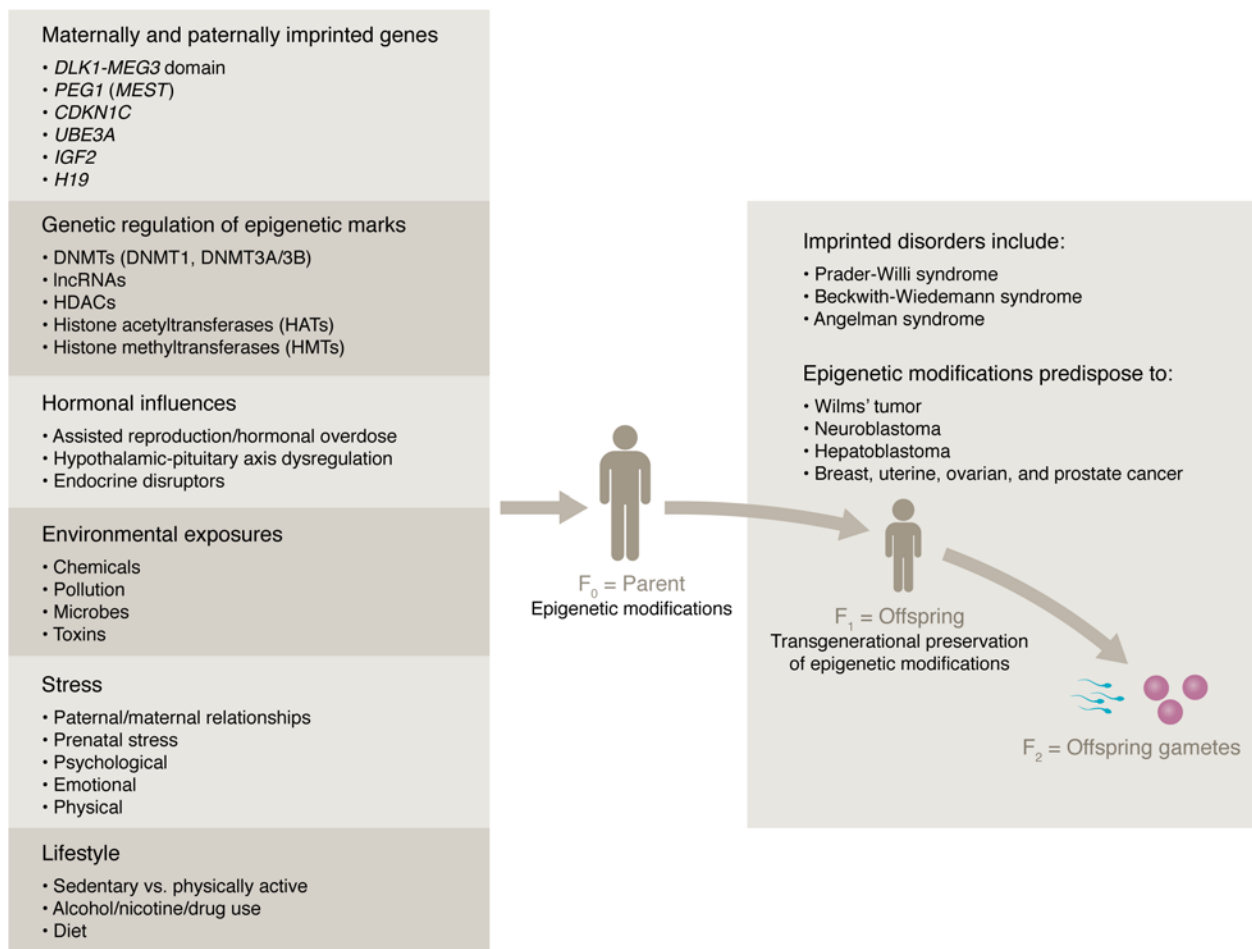 Maternally and paternally imprinted genes
• DLK1-MEG3 domain
• PEG1 (MEST)
• CDKN1C
• UBE3A
• IGF2
• H19
Genetic regulation of epigenetic marks
• DNMTs (DNMT1, DNMT3A/3B)
• lncRNAs
• HDACs
• Histone acetyltransferases (HATs)
• Histone methyltransferases (HMTs)
Hormonal influences
• Assisted reproduction/hormonal overdose
• Hypothalamic-pituitary axis dysregulation
• Endocrine disruptors
Environmental exposures
• Chemicals
• Pollution
• Microbes
• Toxins
Stress
• Paternal/maternal relationships
• Prenatal stress
• Psychological
• Emotional
• Physical
Lifestyle
• Sedentary vs. physically active
• Alcohol/nicotine/drug use
• Diet
F₀ = Parent
Epigenetic modifications
Imprinted disorders include:
• Prader-Willi syndrome
• Beckwith-Wiedemann syndrome
• Angelman syndrome
Epigenetic modifications predispose to:
• Wilms’ tumor
• Neuroblastoma
• Hepatoblastoma
• Breast, uterine, ovarian, and prostate cancer
F₁ = Offspring
Transgenerational preservation
of epigenetic modifications
F₂ = Offspring gametes